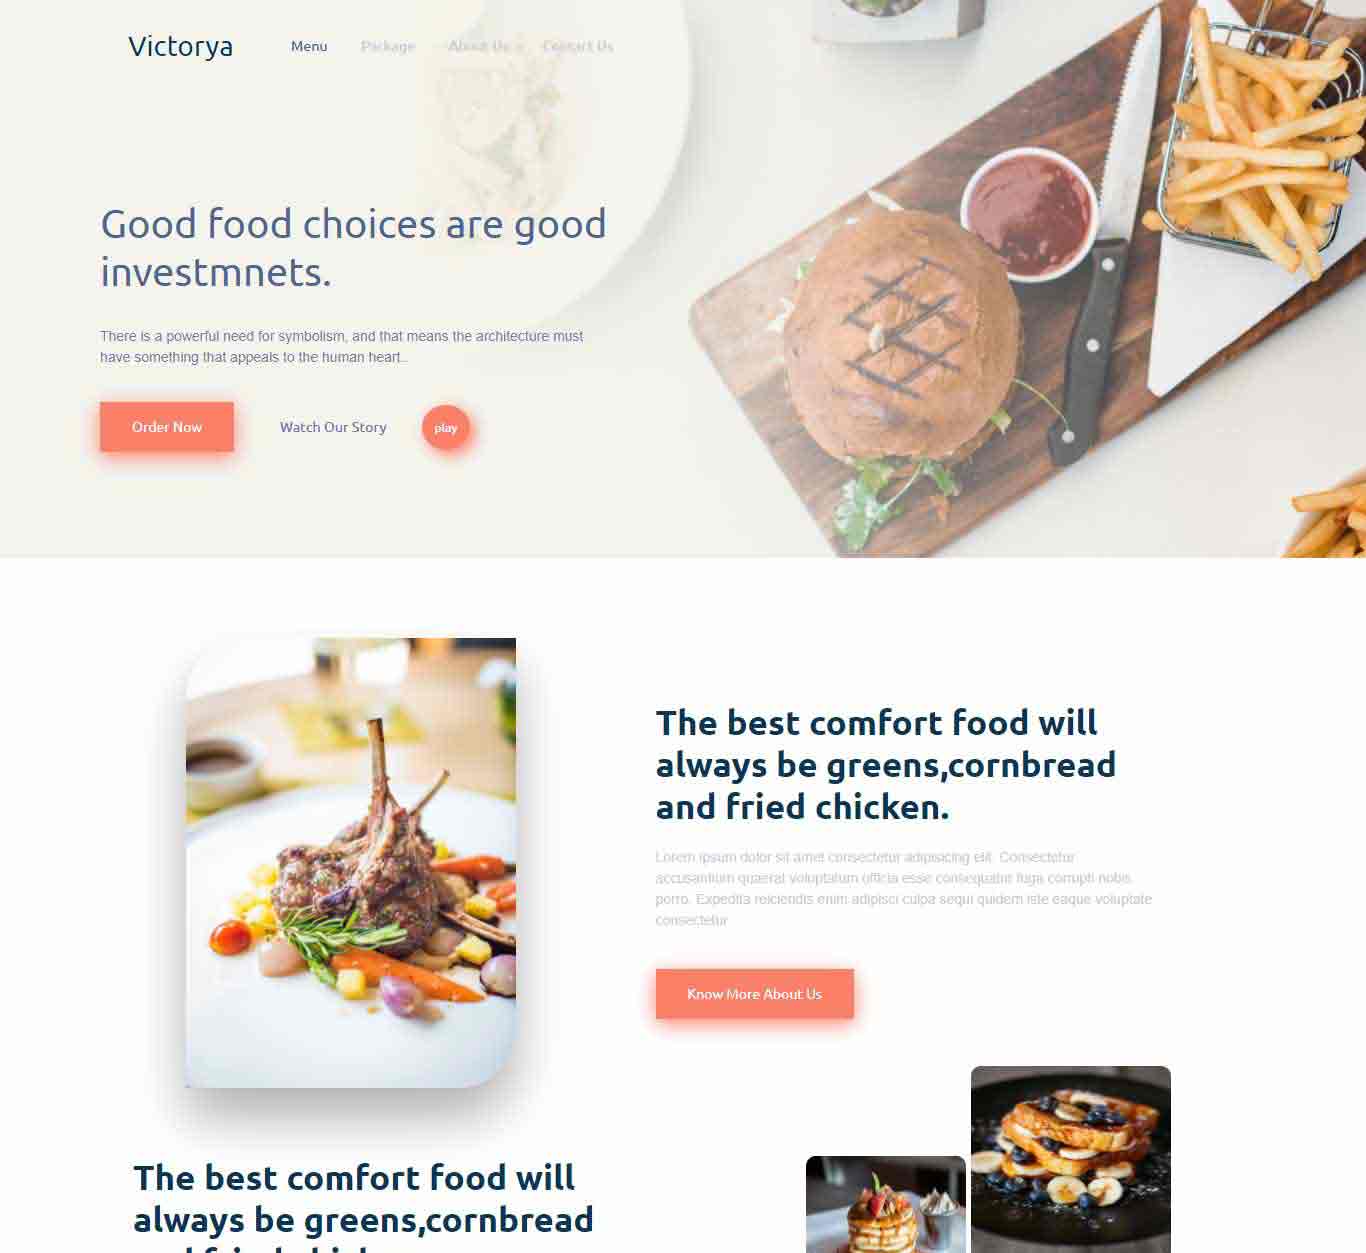 Victorya
Menu Package About Us Contact Us
Good food choices are good
investmnets.
There is a powerful need for symbolism, and that means the architecture must
have something that appeals to the human heart..
Order Now Watch Our Story play
The best comfort food will
always be greens,cornbread
and fried chicken.
Lorem ipsum dolor sit amet consectetur adipisicing elit. Consectetur
accusantium quaerat voluptatum officia esse consequatur fuga corrupti nobis
porro. Expedita reiciendis enim adipisci culpa sequi quidem iste eaque voluptate
consectetur
Know More About Us
The best comfort food will
always be greens,cornbread